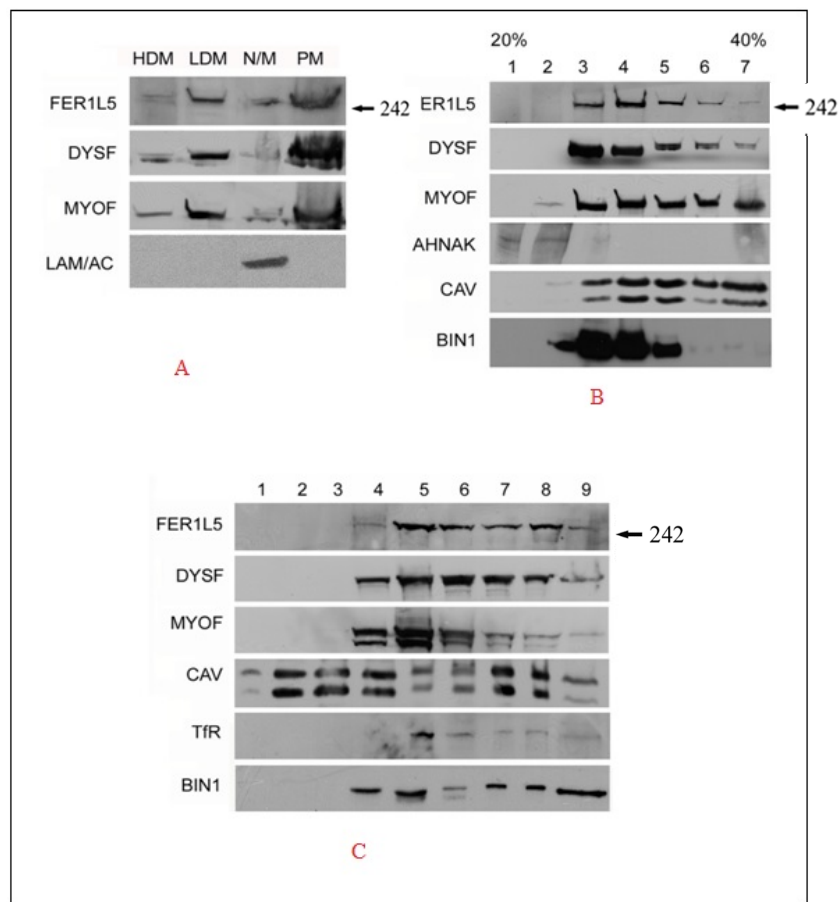 HDM LDM N/M PM
FER1L5
242
DYSF
MYOF
LAM/AC
A
20% 40%
1 2 3 4 5 6 7
ER1L5
242
DYSF
MYOF
AHNAK
CAV
BIN1
B
1 2 3 4 5 6 7 8 9
FER1L5
242
DYSF
MYOF
CAV
TfR
BIN1
C